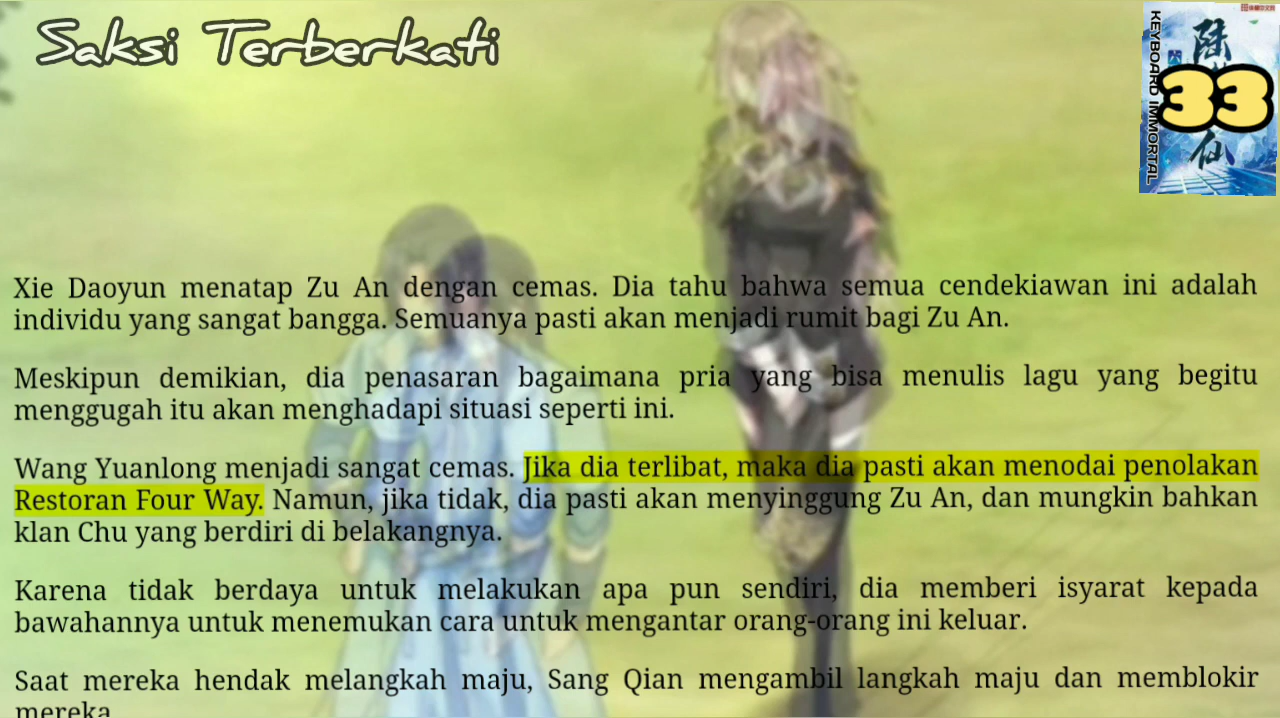 Saksi Terberkati
KEYBOARD IMMORTAL
陆
仙
33
Xie Daoyun menatap Zu An dengan cemas. Dia tahu bahwa semua cendekiawan ini adalah
individu yang sangat bangga. Semuanya pasti akan menjadi rumit bagi Zu An.
Meskipun demikian, dia penasaran bagaimana pria yang bisa menulis lagu yang begitu
menggugah itu akan menghadapi situasi seperti ini.
Wang Yuanlong menjadi sangat cemas. Jika dia terlibat, maka dia pasti akan menodai penolakan
Restoran Four Way. Namun, jika tidak, dia pasti akan menyinggung Zu An, dan mungkin bahkan
klan Chu yang berdiri di belakangnya.
Karena tidak berdaya untuk melakukan apa pun sendiri, dia memberi isyarat kepada
bawahannya untuk menemukan cara untuk mengantar orang-orang ini keluar.
Saat mereka hendak melangkah maju, Sang Qian mengambil langkah maju dan memblokir
mereka